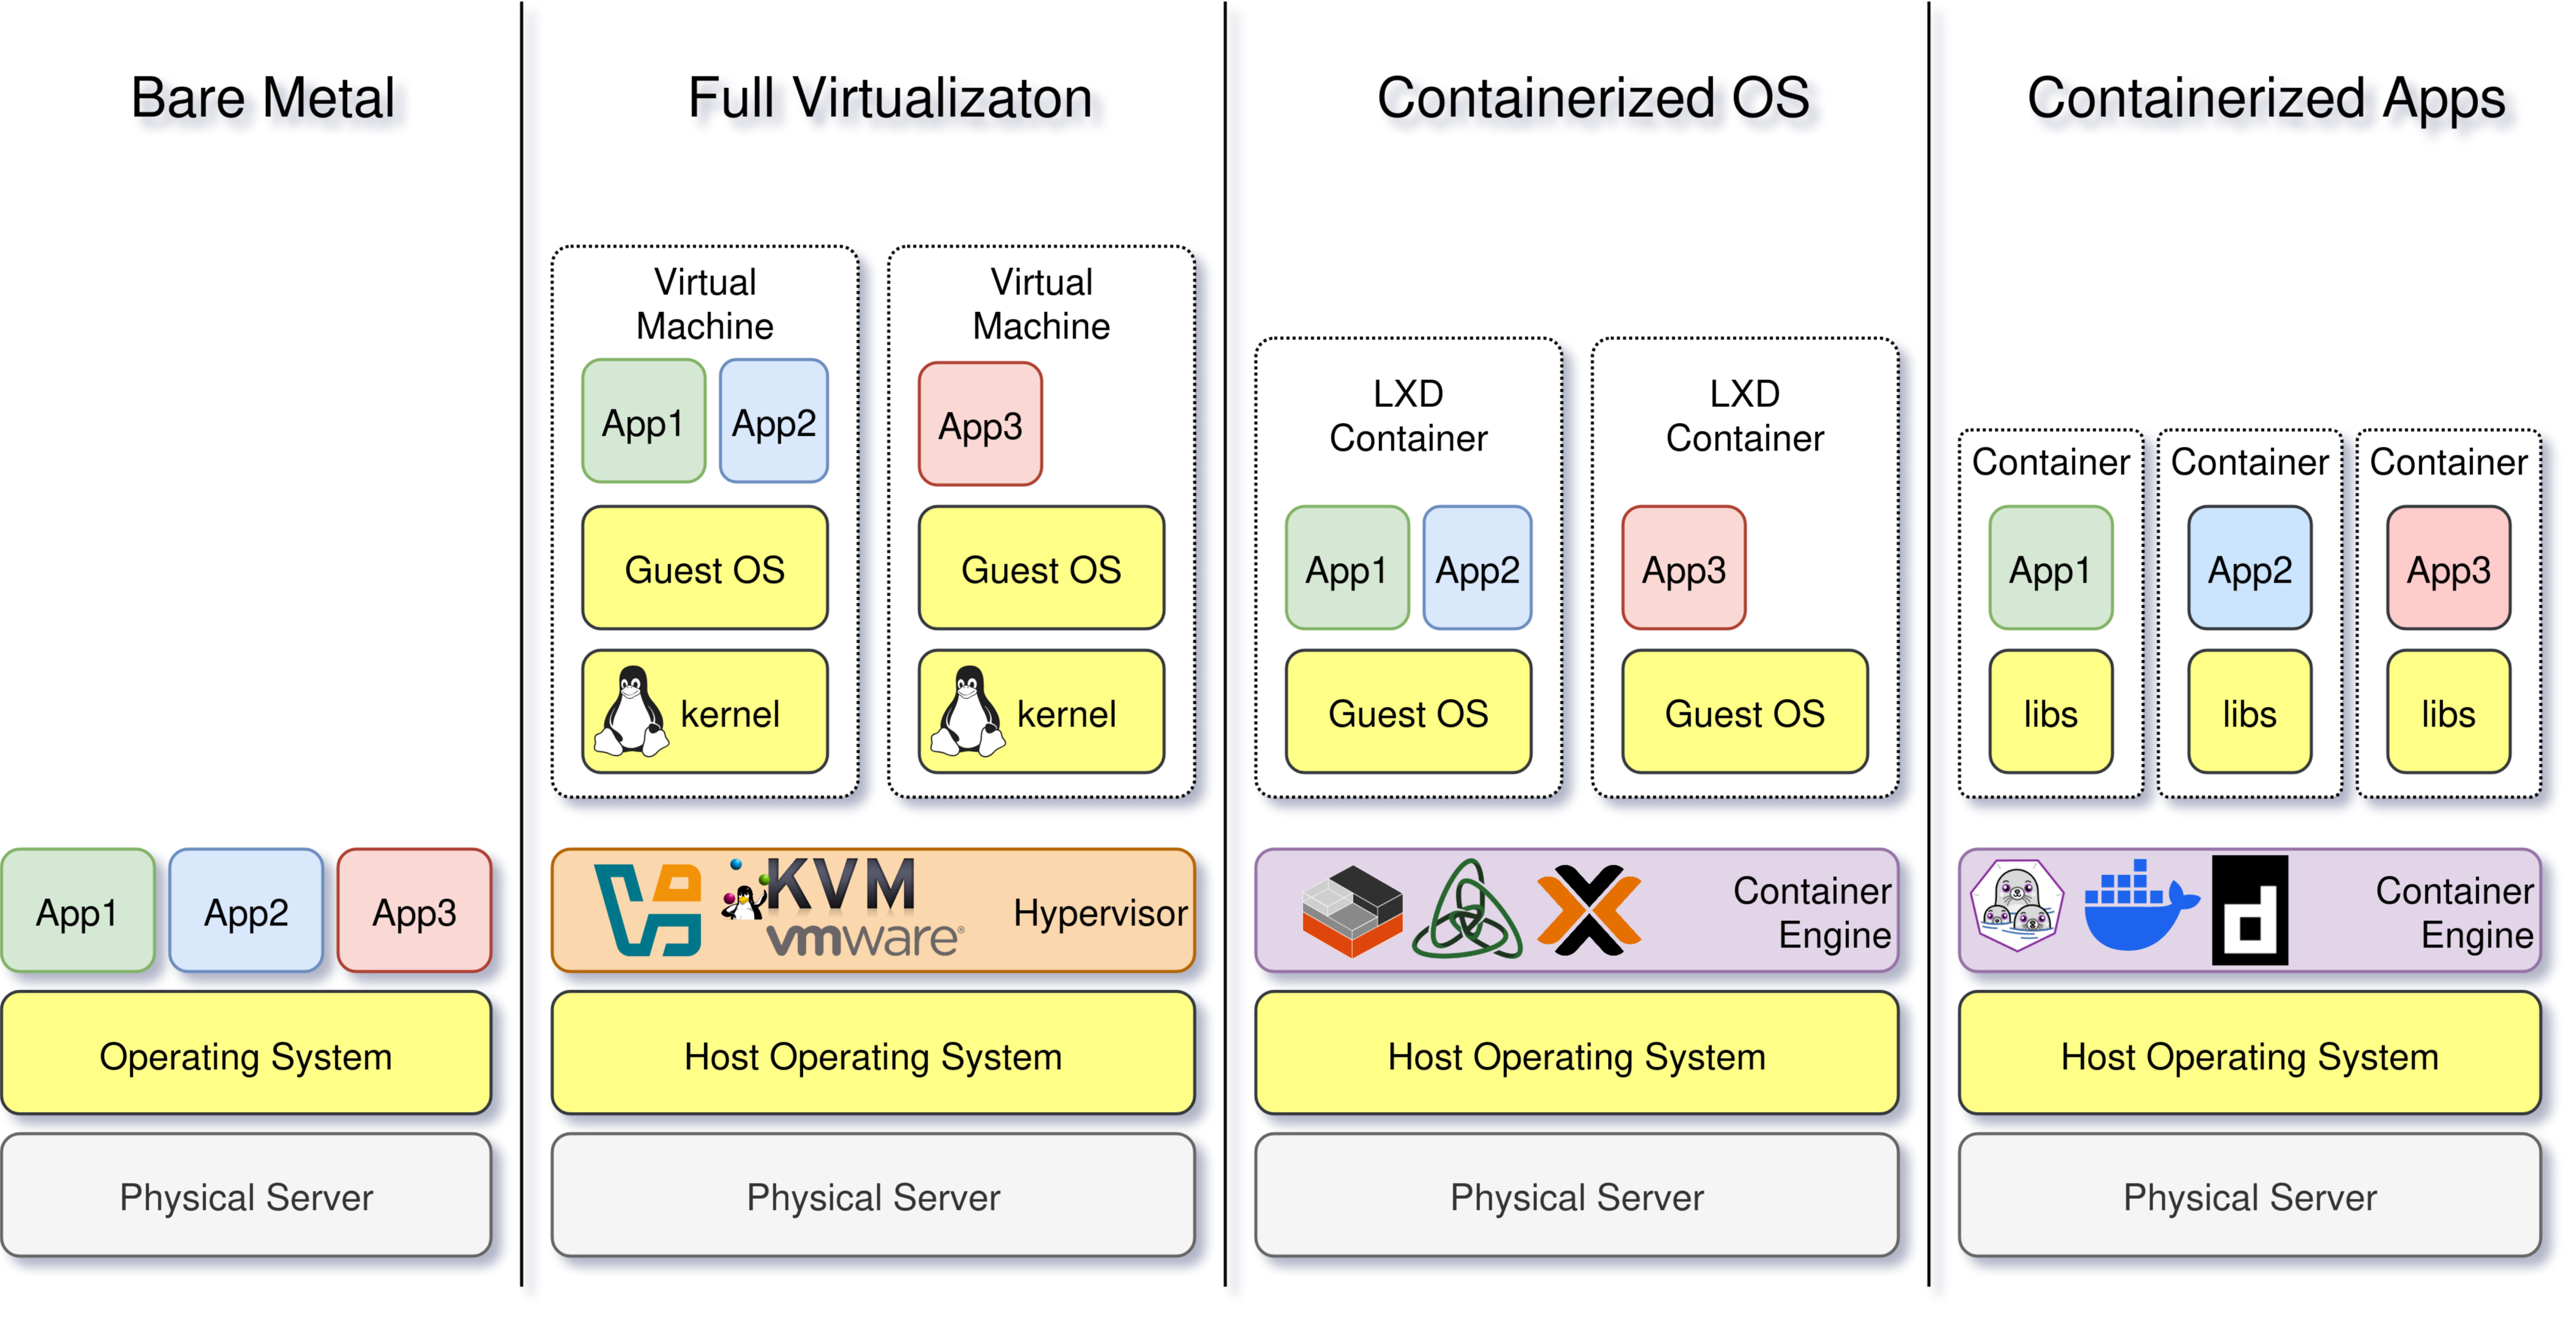 Bare Metal
Full Virtualizaton
Containerized OS
Containerized Apps
Virtual
Machine
App1
App2
Guest OS
kernel
Virtual
Machine
App3
Guest OS
kernel
LXD
Container
App1
App2
Guest OS
LXD
Container
App3
Guest OS
Container
App1
libs
Container
App2
libs
Container
App3
libs
App1
App2
App3
Operating System
Physical Server
KVM
vmware®
Hypervisor
Host Operating System
Physical Server
Container
Engine
Host Operating System
Physical Server
d
Container
Engine
Host Operating System
Physical Server